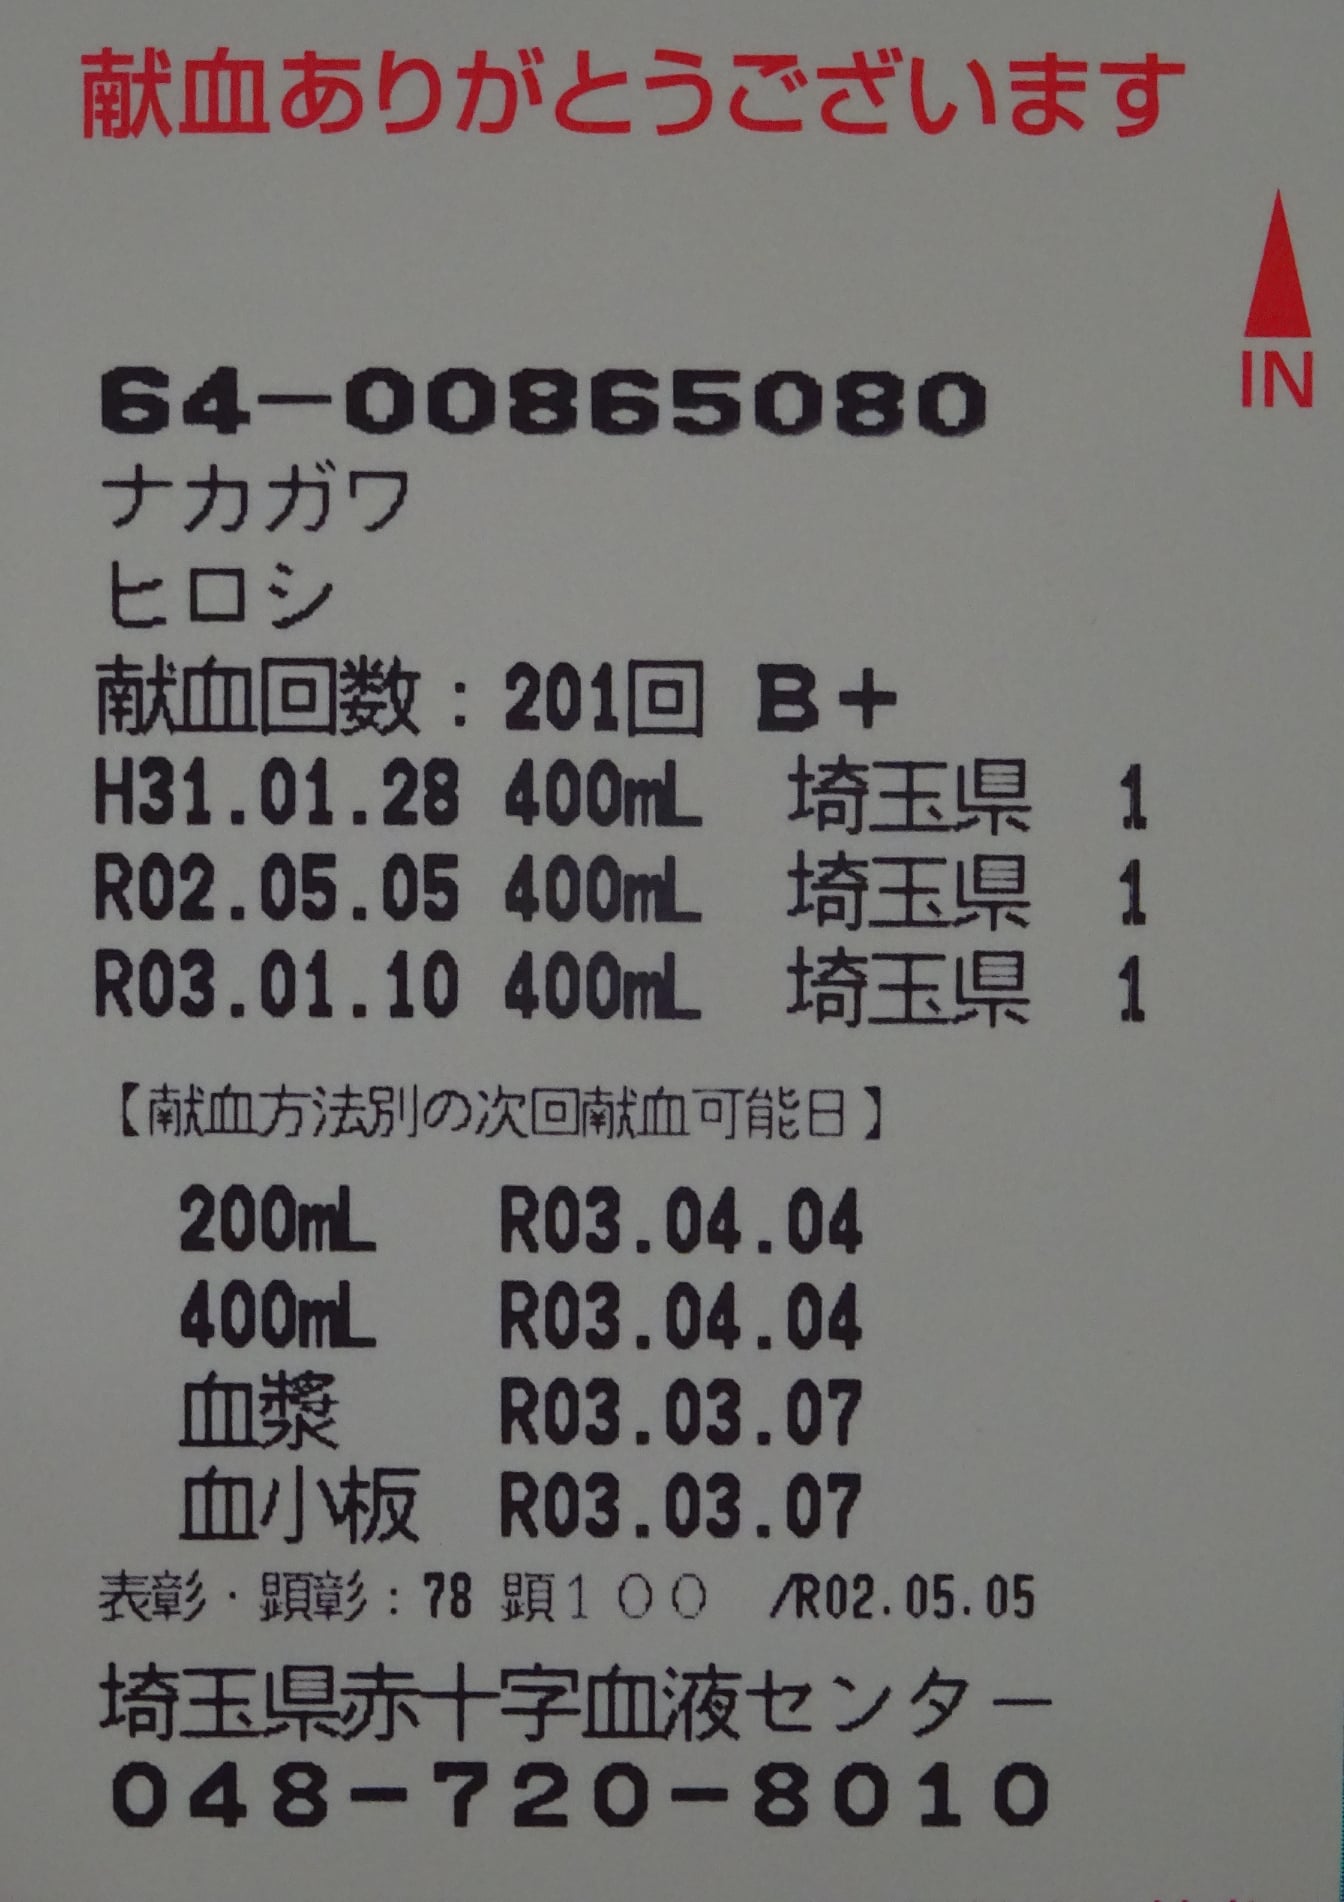 献血ありがとうございます
IN
64-00865080
ナカガワ
ヒロシ
献血回数：201回 B+
H31.01.28 400mL 埼玉県 1
R02.05.05 400mL 埼玉県 1
R03.01.10 400mL 埼玉県 1
【献血方法別の次回献血可能日】
200mL R03.04.04
400mL R03.04.04
血漿 R03.03.07
血小板 R03.03.07
表彰・顕彰：78 顕１００ /R02.05.05
埼玉県赤十字血液センター
048-720-8010